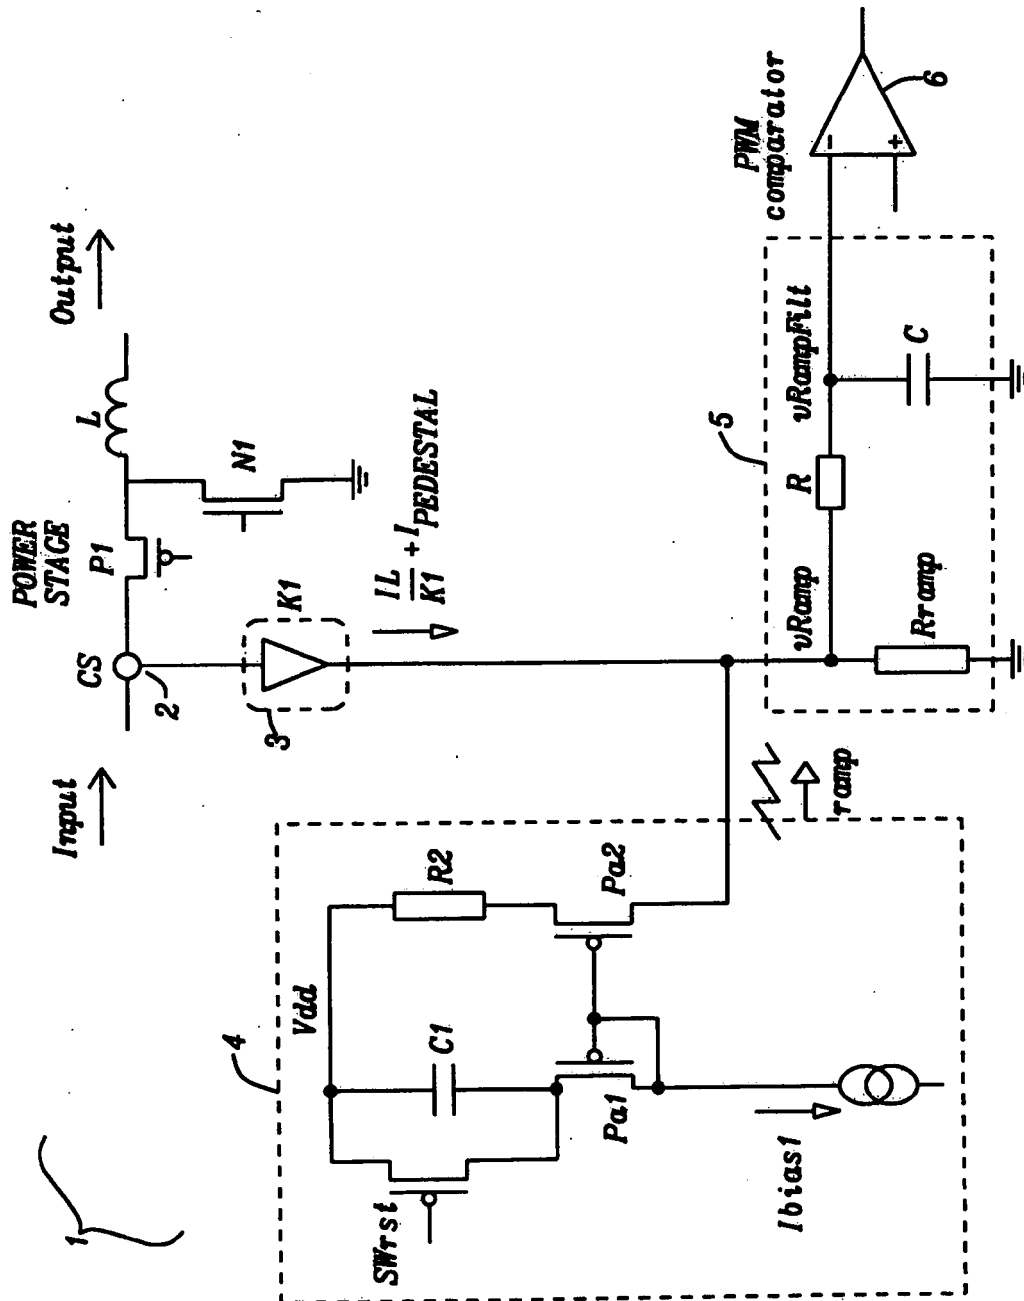 1
Input
Output
POWER
STAGE
CS
2
P1
L
N1
K1
3
IL
K1
+I
PEDESTAL
4
Vdd
SWrst
C1
R2
Pa1
Pa2
Ibias1
ramp
5
vRamp
R
vRampFilt
Rramp
C
PWM
comparator
-
+
6